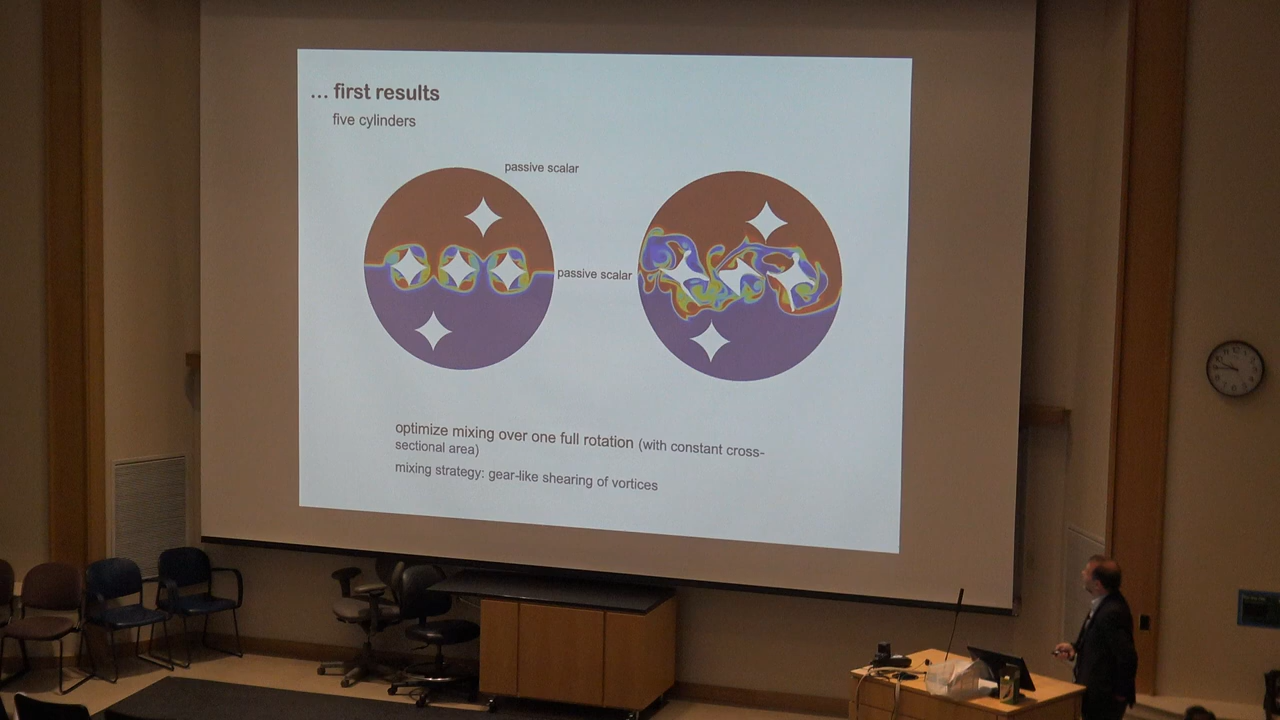 ... first results
five cylinders
passive scalar
passive scalar
optimize mixing over one full rotation (with constant cross-
sectional area)
mixing strategy: gear-like shearing of vortices